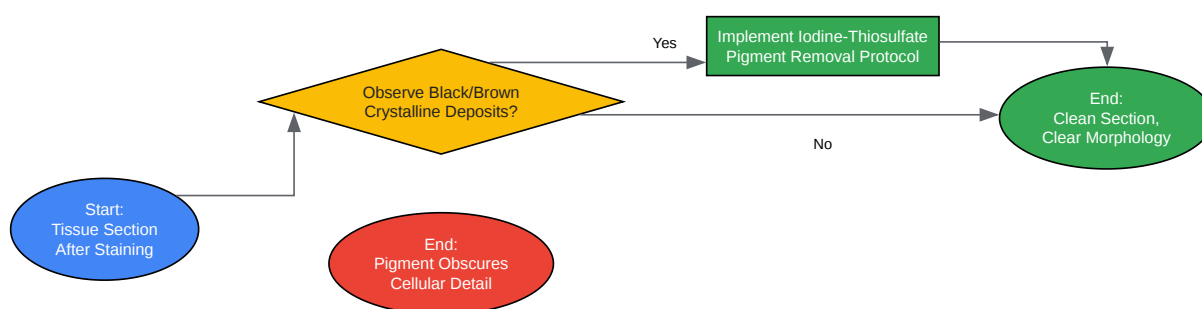 Implement Iodine-Thiosulfate
Pigment Removal Protocol
Yes
Observe Black/Brown
Crystalline Deposits?
End:
Clean Section,
Clear Morphology
No
Start:
Tissue Section
After Staining
End:
Pigment Obscures
Cellular Detail